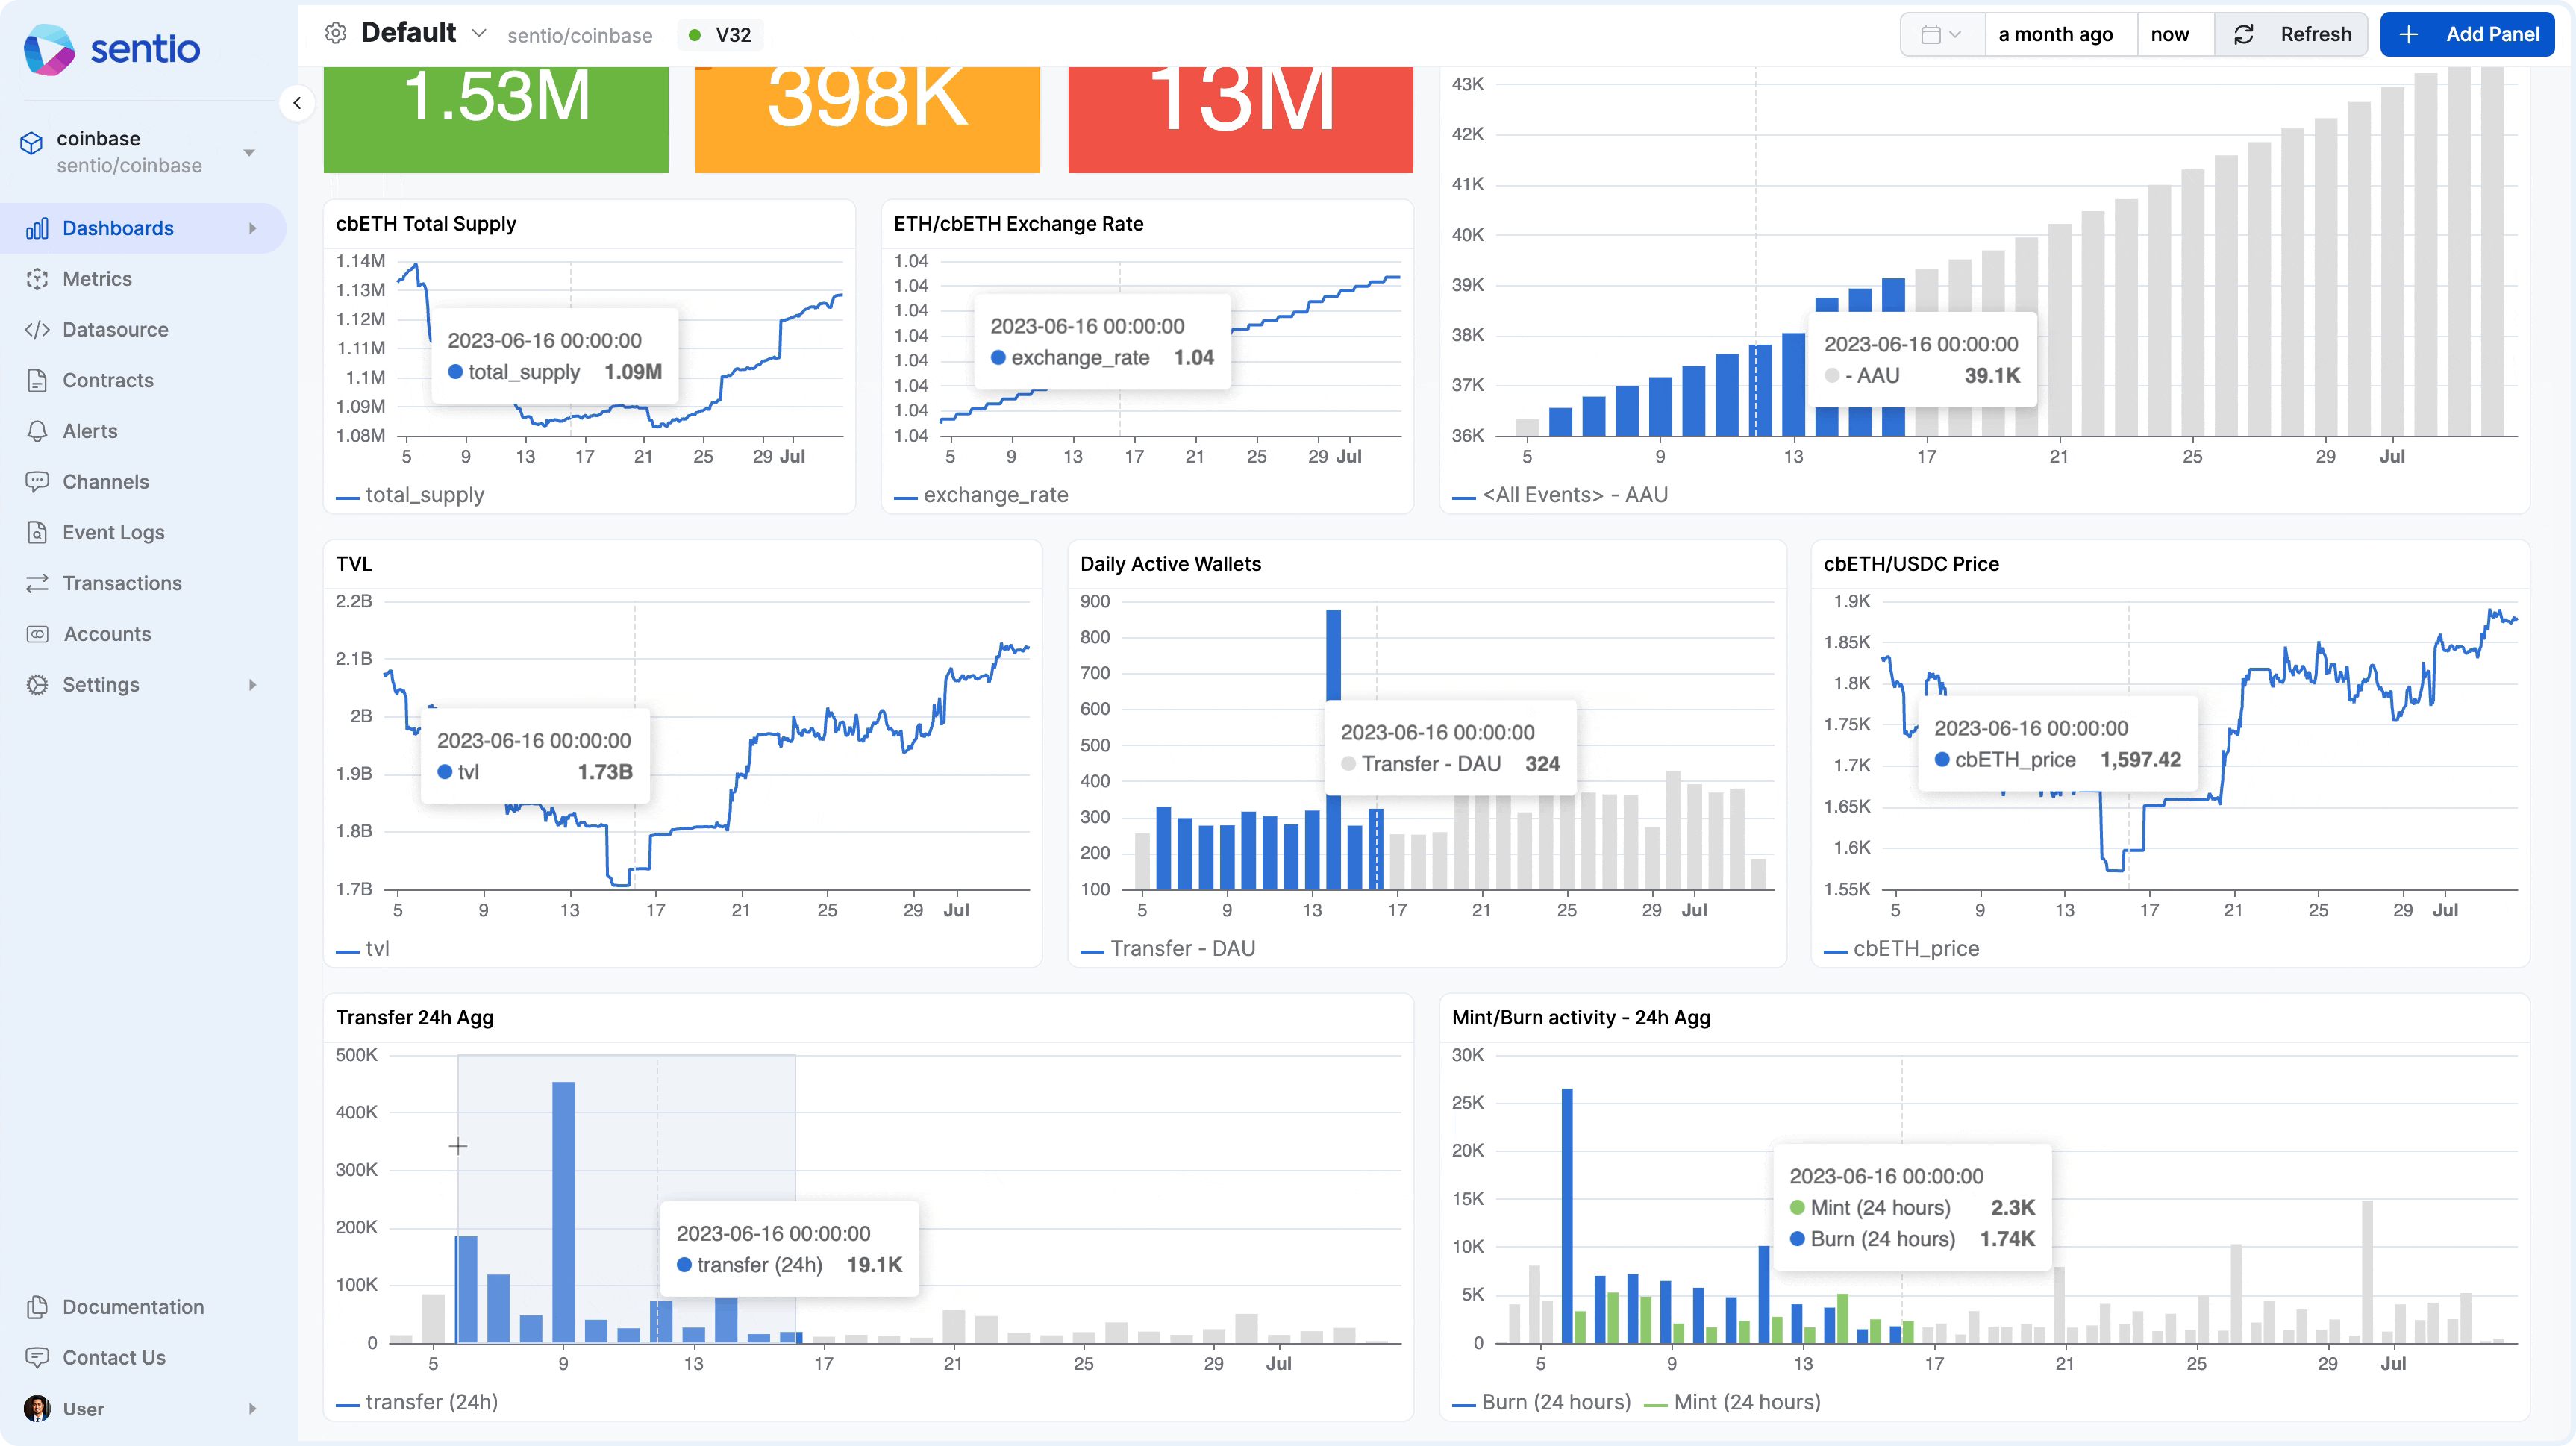 sentio
coinbase
sentio/coinbase
Dashboards
Metrics
Datasource
Contracts
Alerts
Channels
Event Logs
Transactions
Accounts
Settings
Documentation
Contact Us
User
Default sentio/coinbase V32
a month ago now Refresh Add Panel
1.53M 398K 13M
43K
42K
41K
40K
39K
38K
37K
36K
5 9 13 17 21 25 29 Jul
2023-06-16 00:00:00
- AAU 39.1K
<All Events> - AAU
cbETH Total Supply
1.14M
1.13M
1.12M
1.11M
1.1M
1.09M
1.08M
5 9 13 17 21 25 29 Jul
2023-06-16 00:00:00
total_supply 1.09M
total_supply
ETH/cbETH Exchange Rate
1.04
1.04
1.04
1.04
1.04
1.04
1.04
1.04
5 9 13 17 21 25 29 Jul
2023-06-16 00:00:00
exchange_rate 1.04
exchange_rate
TVL
2.2B
2.1B
2B
1.9B
1.8B
1.7B
5 9 13 17 21 25 29 Jul
2023-06-16 00:00:00
tvl 1.73B
tvl
Daily Active Wallets
900
800
700
600
500
400
300
200
100
5 9 13 17 21 25 29 Jul
2023-06-16 00:00:00
Transfer - DAU 324
Transfer - DAU
cbETH/USDC Price
1.9K
1.85K
1.8K
1.75K
1.7K
1.65K
1.6K
1.55K
5 9 13 17 21 25 29 Jul
2023-06-16 00:00:00
cbETH_price 1,597.42
cbETH_price
Transfer 24h Agg
500K
400K
300K
200K
100K
0
5 9 13 17 21 25 29 Jul
2023-06-16 00:00:00
transfer (24h) 19.1K
transfer (24h)
Mint/Burn activity - 24h Agg
30K
25K
20K
15K
10K
5K
0
5 9 13 17 21 25 29 Jul
2023-06-16 00:00:00
Mint (24 hours) 2.3K
Burn (24 hours) 1.74K
Burn (24 hours) Mint (24 hours)